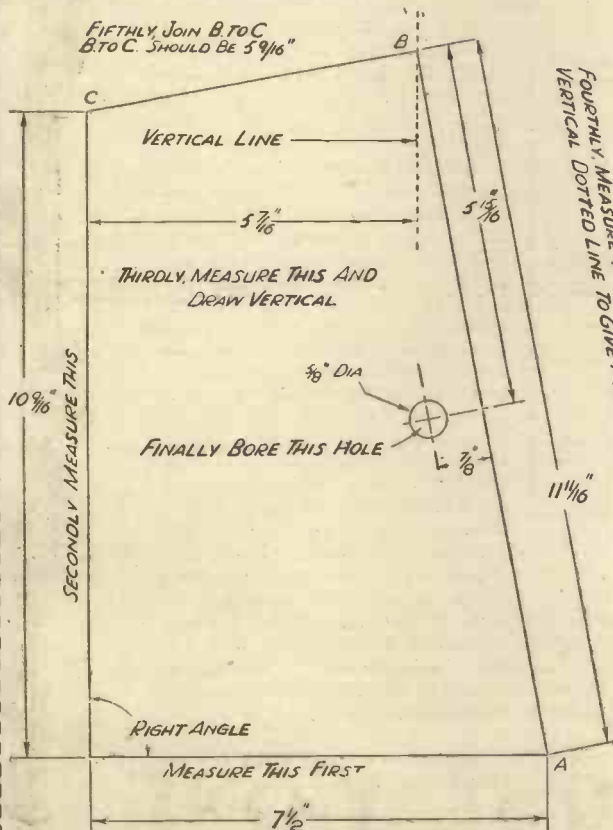 FIFTHLY, JOIN B. TO C
B. TO C. SHOULD BE 5 9/16"
B
C
VERTICAL LINE
5 7/16"
5 15/16"
FOURTHLY. MEASURE
VERTICAL DOTTED LINE TO GIVE
THIRDLY, MEASURE THIS AND
DRAW VERTICAL
5/8" DIA
10 9/16"
SECONDLY MEASURE THIS
FINALLY BORE THIS HOLE
7/8"
11 11/16"
RIGHT ANGLE
A
MEASURE THIS FIRST
7 1/2"